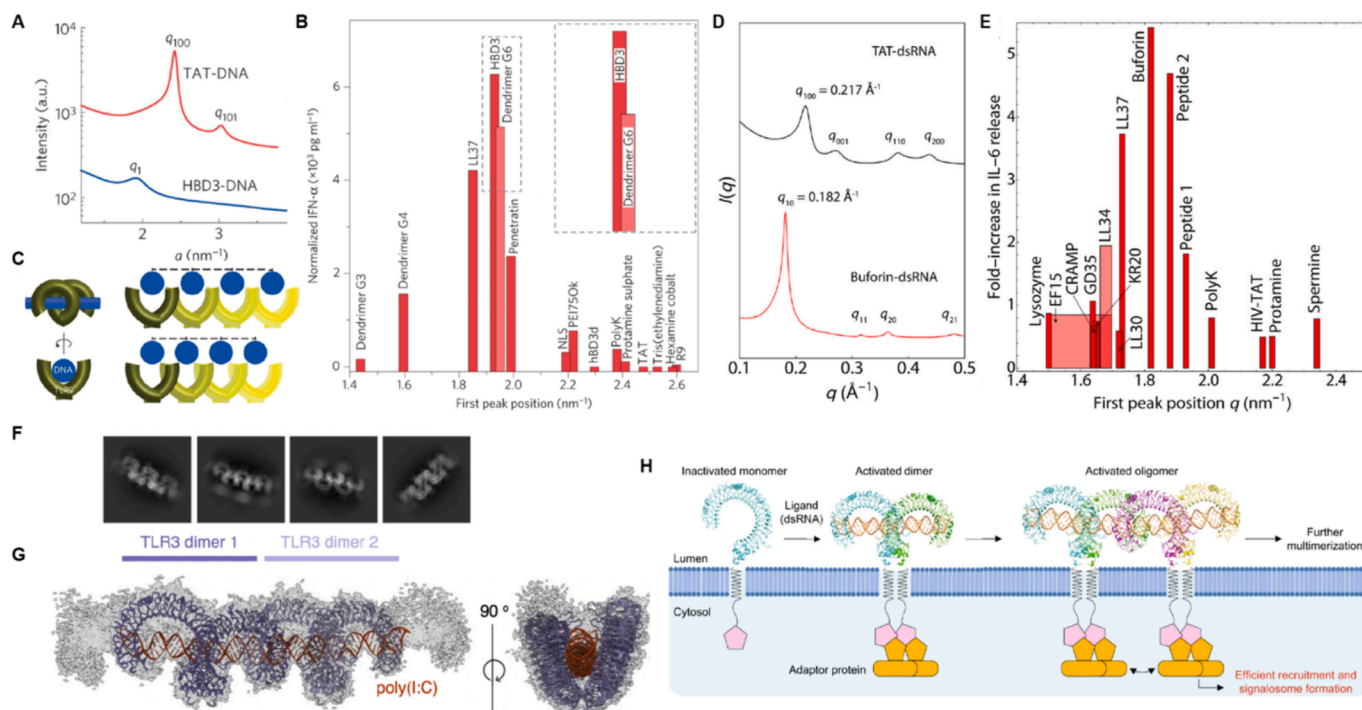 A
Intensity (a.u.)
10⁴
10³
10²
q₁₀₀
TAT-DNA
q₁₀₁
q₁
HBD3-DNA
2
3
q (nm⁻¹)
B
Normalized IFN-α (×10³ pg ml⁻¹)
6
4
2
0
Dendrimer G3
Dendrimer G4
LL37
HBD3
Dendrimer G6
Penetratin
NLS
PEI750k
hBD3d
PolyK
Protamine sulphate
TAT
Tris(ethylenediamine)
Hexamine cobalt
R9
HBD3
Dendrimer G6
1.4 1.6 1.8 2.0 2.2 2.4 2.6
First peak position (nm⁻¹)
C
DNA
D
TAT-dsRNA
q₁₀₀ = 0.217 Å⁻¹
q₀₀₁
q₁₁₀
q₂₀₀
I(q)
q₁₀ = 0.182 Å⁻¹
Buforin-dsRNA
q₁₁
q₂₀
q₂₁
0.1 0.2 0.3 0.4 0.5
q (Å⁻¹)
E
Fold-increase in IL-6 release
5
4
3
2
1
0
Lysozyme
EF15
CRAMP
GD35
KR20
LL34
LL30
LL37
Buforin
Peptide 2
Peptide 1
PolyK
HIV-TAT
Protamine
Spermine
1.4 1.6 1.8 2.0 2.2 2.4
First peak position q (nm⁻¹)
F
TLR3 dimer 1
TLR3 dimer 2
G
90 º
poly(I:C)
H
Inactivated monomer
Activated dimer
Activated oligomer
Ligand
(dsRNA)
Further
multimerization
Lumen
Cytosol
Adaptor protein
Efficient recruitment and
signalosome formation